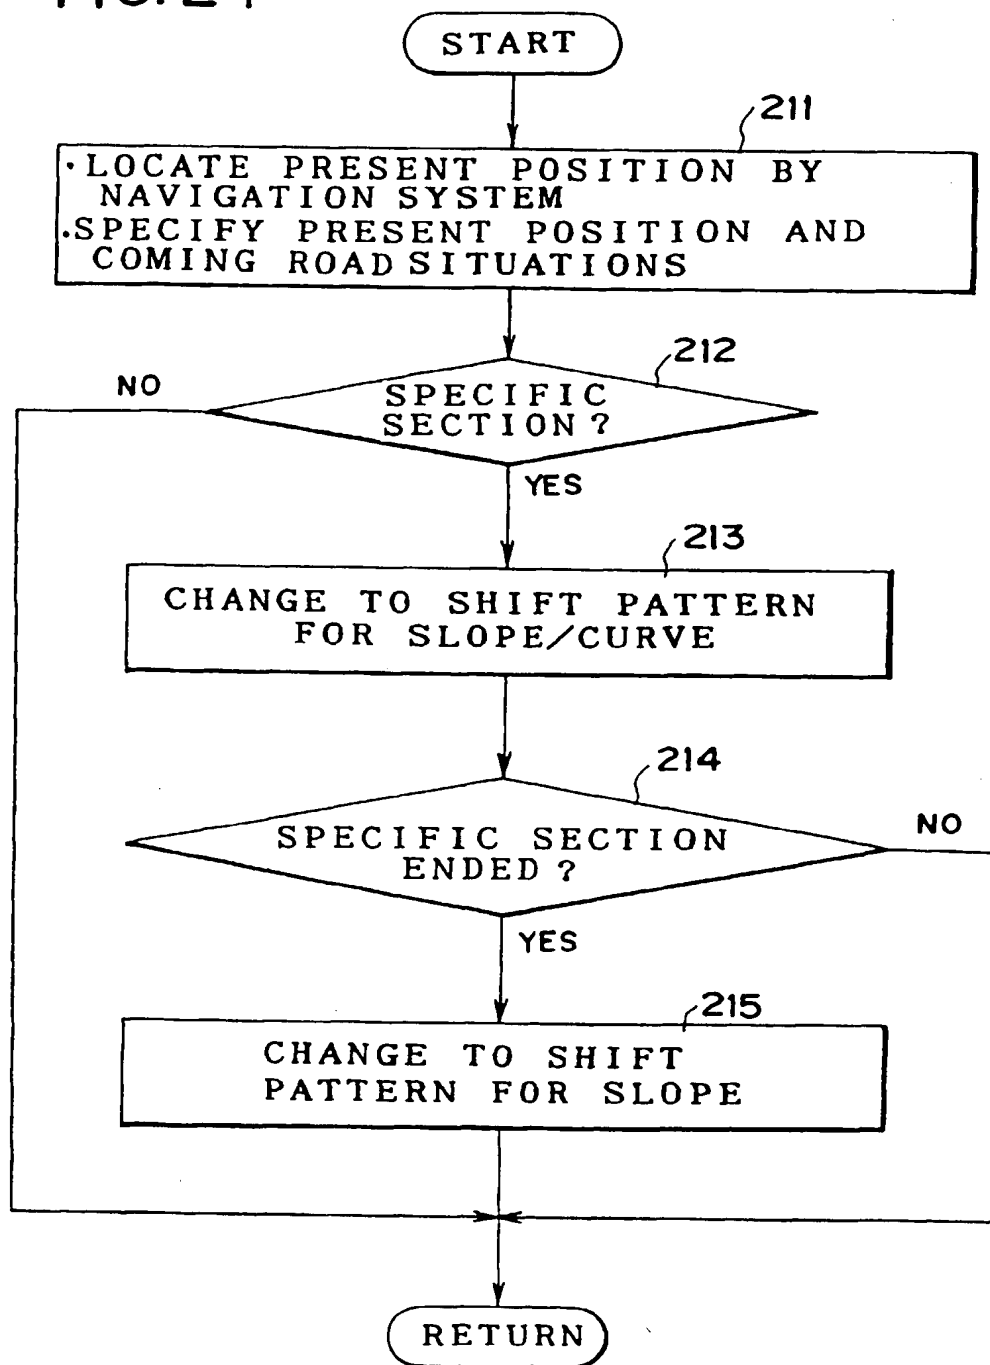 START
211
·LOCATE PRESENT POSITION BY
NAVIGATION SYSTEM
·SPECIFY PRESENT POSITION AND
COMING ROAD SITUATIONS
212
NO
SPECIFIC
SECTION?
YES
213
CHANGE TO SHIFT PATTERN
FOR SLOPE/CURVE
214
NO
SPECIFIC SECTION
ENDED?
YES
215
CHANGE TO SHIFT
PATTERN FOR SLOPE
RETURN